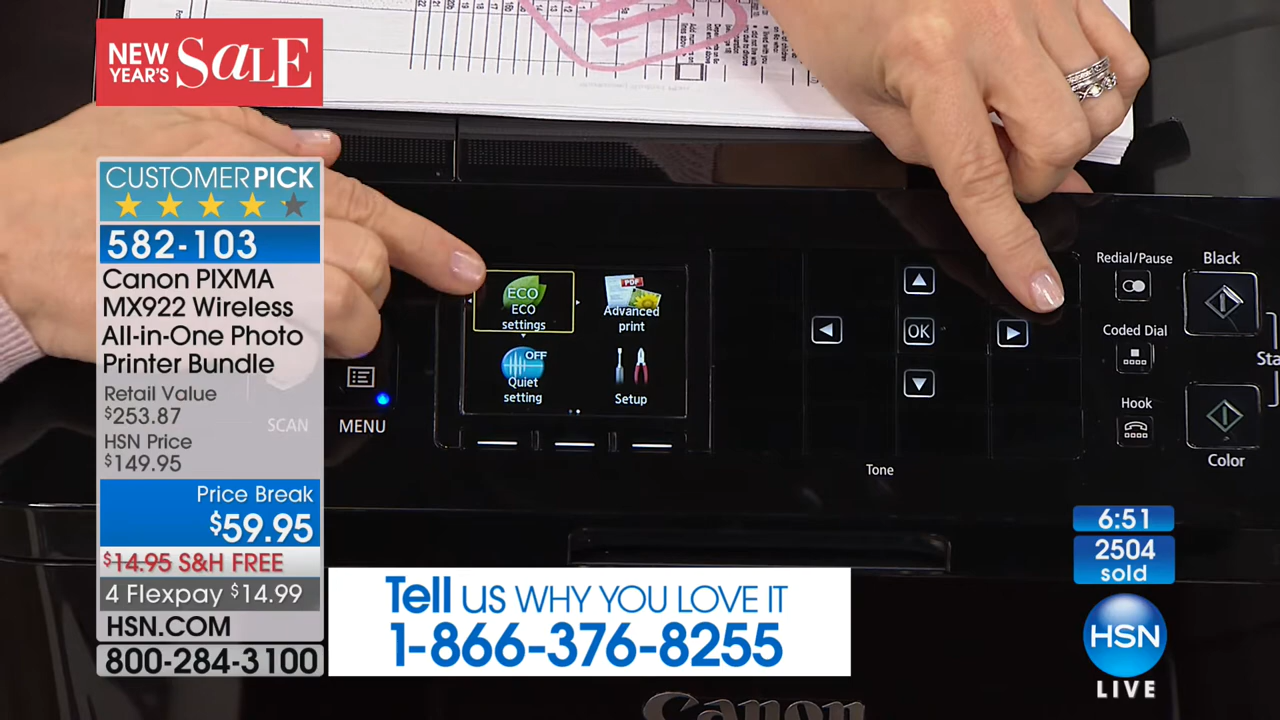 NEW
YEAR'S
SALE
CUSTOMER PICK
582-103
Canon PIXMA
MX922 Wireless
All-in-One Photo
Printer Bundle
Retail Value
$253.87
HSN Price
$149.95
Price Break
$59.95
$14.95 S&H FREE
4 Flexpay $14.99
HSN.COM
800-284-3100
SCAN
MENU
ECO
ECO
settings
PDF
Advanced
print
OFF
Quiet
setting
Setup
OK
Tone
Redial/Pause
Coded Dial
Hook
Black
Sta
Color
Tell us WHY YOU LOVE IT
1-866-376-8255
6:51
2504
sold
HSN
LIVE
Canon